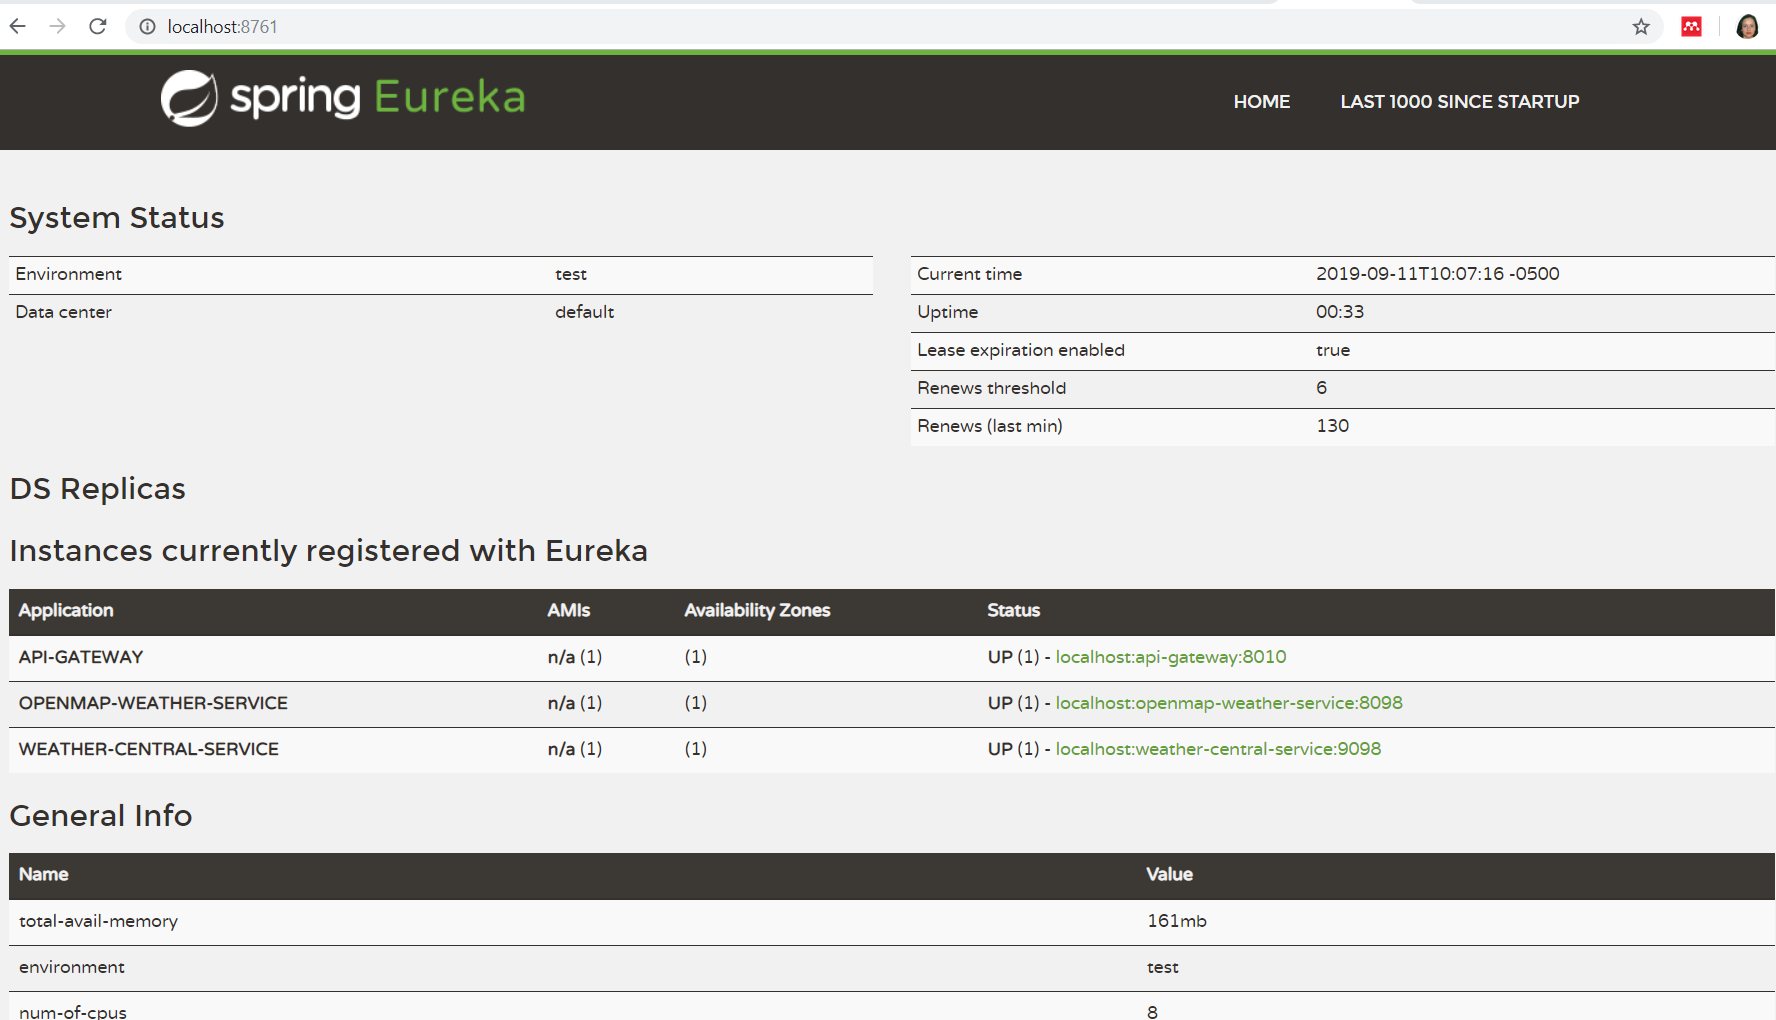 localhost:8761
spring Eureka
HOME LAST 1000 SINCE STARTUP
System Status
Environment test
Data center default
Current time 2019-09-11T10:07:16 -0500
Uptime 00:33
Lease expiration enabled true
Renews threshold 6
Renews (last min) 130
DS Replicas
Instances currently registered with Eureka
Application AMIs Availability Zones Status
API-GATEWAY n/a (1) (1) UP (1) - localhost:api-gateway:8010
OPENMAP-WEATHER-SERVICE n/a (1) (1) UP (1) - localhost:openmap-weather-service:8098
WEATHER-CENTRAL-SERVICE n/a (1) (1) UP (1) - localhost:weather-central-service:9098
General Info
Name Value
total-avail-memory 161mb
environment test
num-of-cpus 8